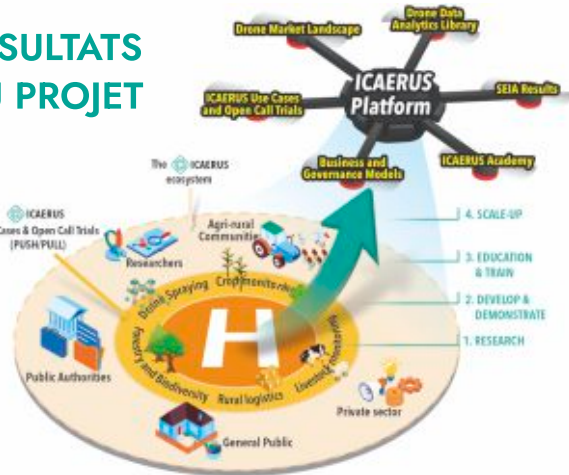 SULTATS
PROJET
Drone Market Landscape
Drone Data
Analytics Library
ICAERUS
Platform
ICAERUS Use Cases
and Open Call Trials
SEIA Results
Business and
Governance Models
ICAERUS Academy
The ICAERUS
ecosystem
ICAERUS
Cases & Open Call Trials
(PUSH/PULL)
Researchers
Agri-rural
Communities
4. SCALE-UP
3. EDUCATION
& TRAIN
2. DEVELOP &
DEMONSTRATE
1. RESEARCH
Drone Spraying
Crop monitoring
Forestry and Biodiversity
Rural logistics
Livestock monitoring
H
Public Authorities
Private sector
General Public